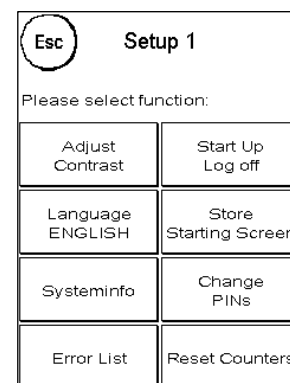 Esc Setup 1
Please select function:
Adjust
Contrast
Start Up
Log off
Language
ENGLISH
Store
Starting Screen
Systeminfo
Change
PINs
Error List
Reset Counters